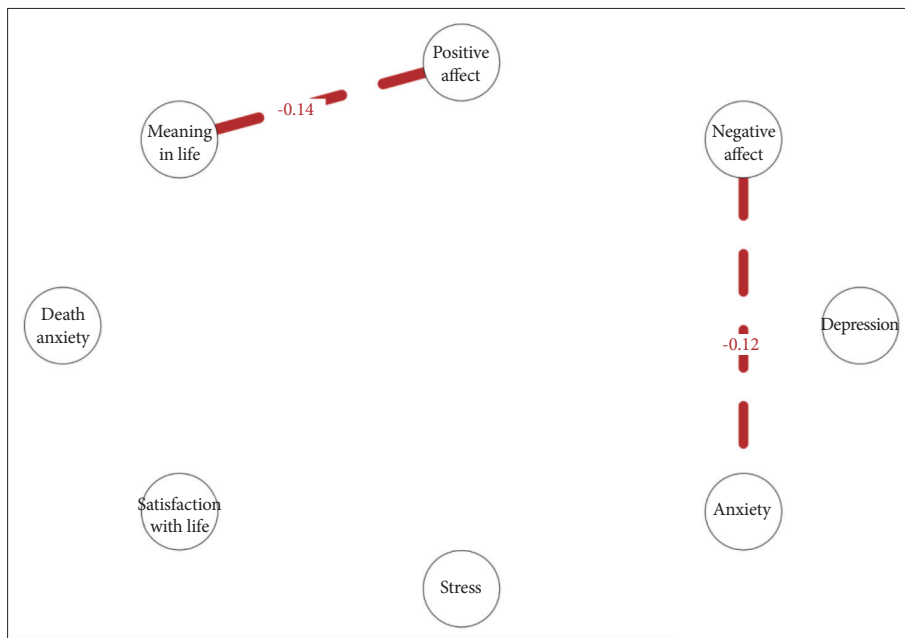 Positive
affect
-0.14
Meaning
in life
Negative
affect
Death
anxiety
Depression
-0.12
Satisfaction
with life
Anxiety
Stress